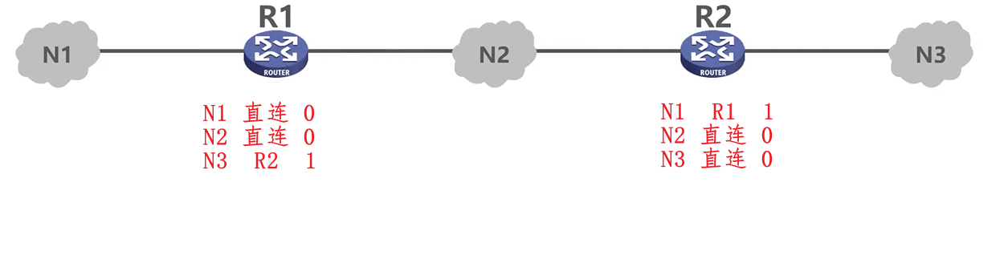 R1
R2
N1
N2
N3
ROUTER
ROUTER
N1 直连 0
N2 直连 0
N3 R2 1
N1 R1 1
N2 直连 0
N3 直连 0